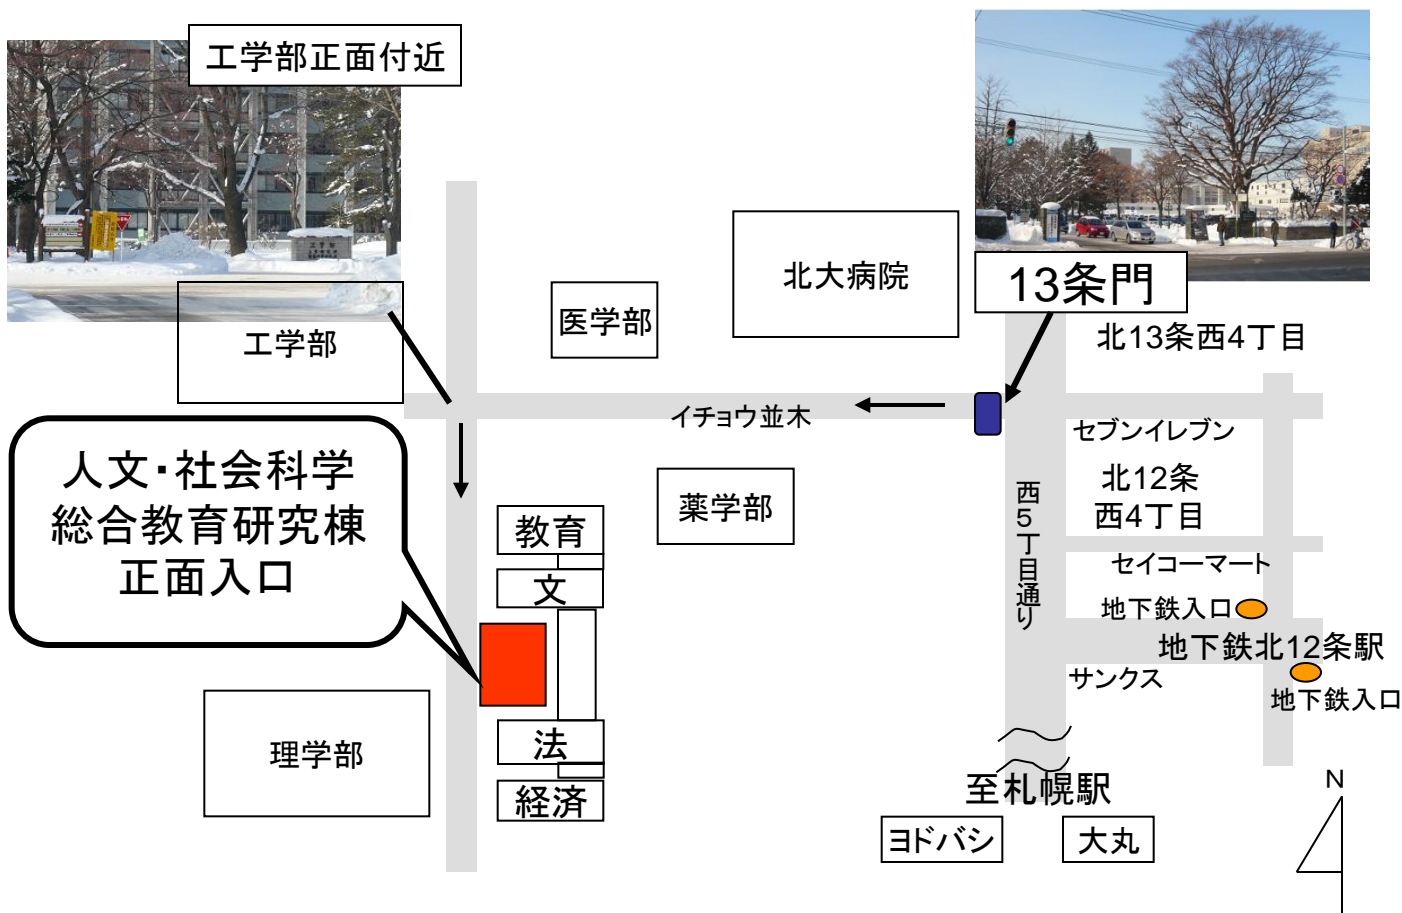 工学部正面付近
13条門
北大病院
医学部
工学部
北13条西4丁目
イチョウ並木
セブンイレブン
人文・社会科学
総合教育研究棟
正面入口
北12条
西4丁目
西5丁目通り
薬学部
教育
文
セイコーマート
地下鉄入口
地下鉄北12条駅
サンクス
地下鉄入口
法
理学部
経済
至札幌駅
ヨドバシ
大丸
N